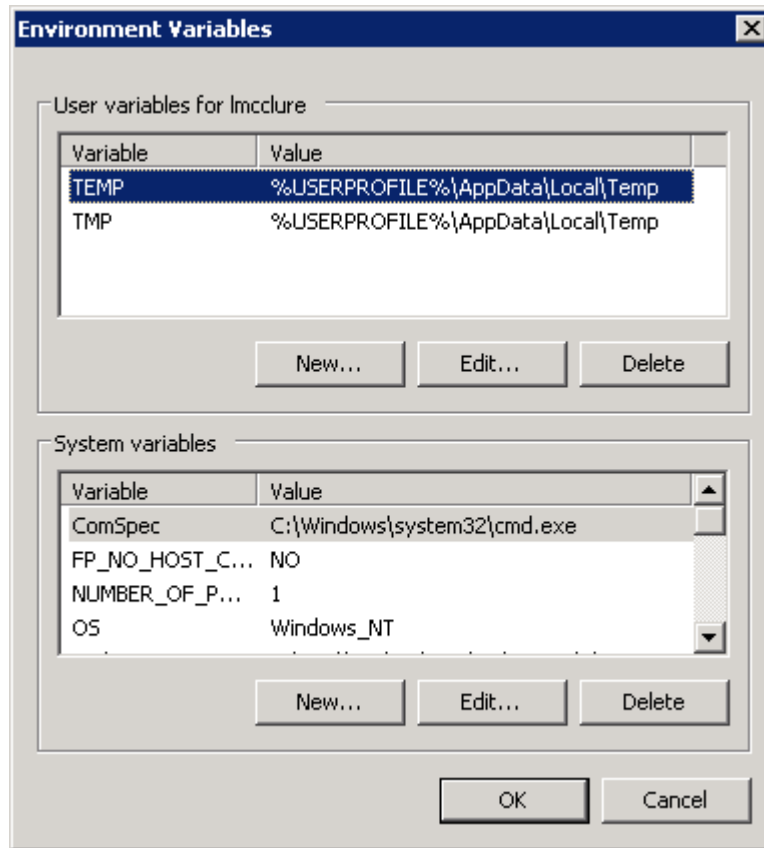 Environment Variables
User variables for lmcclure
Variable Value
TEMP %USERPROFILE%\AppData\Local\Temp
TMP %USERPROFILE%\AppData\Local\Temp
New... Edit... Delete
System variables
Variable Value
ComSpec C:\Windows\system32\cmd.exe
FP_NO_HOST_C... NO
NUMBER_OF_P... 1
OS Windows_NT
New... Edit... Delete
OK Cancel